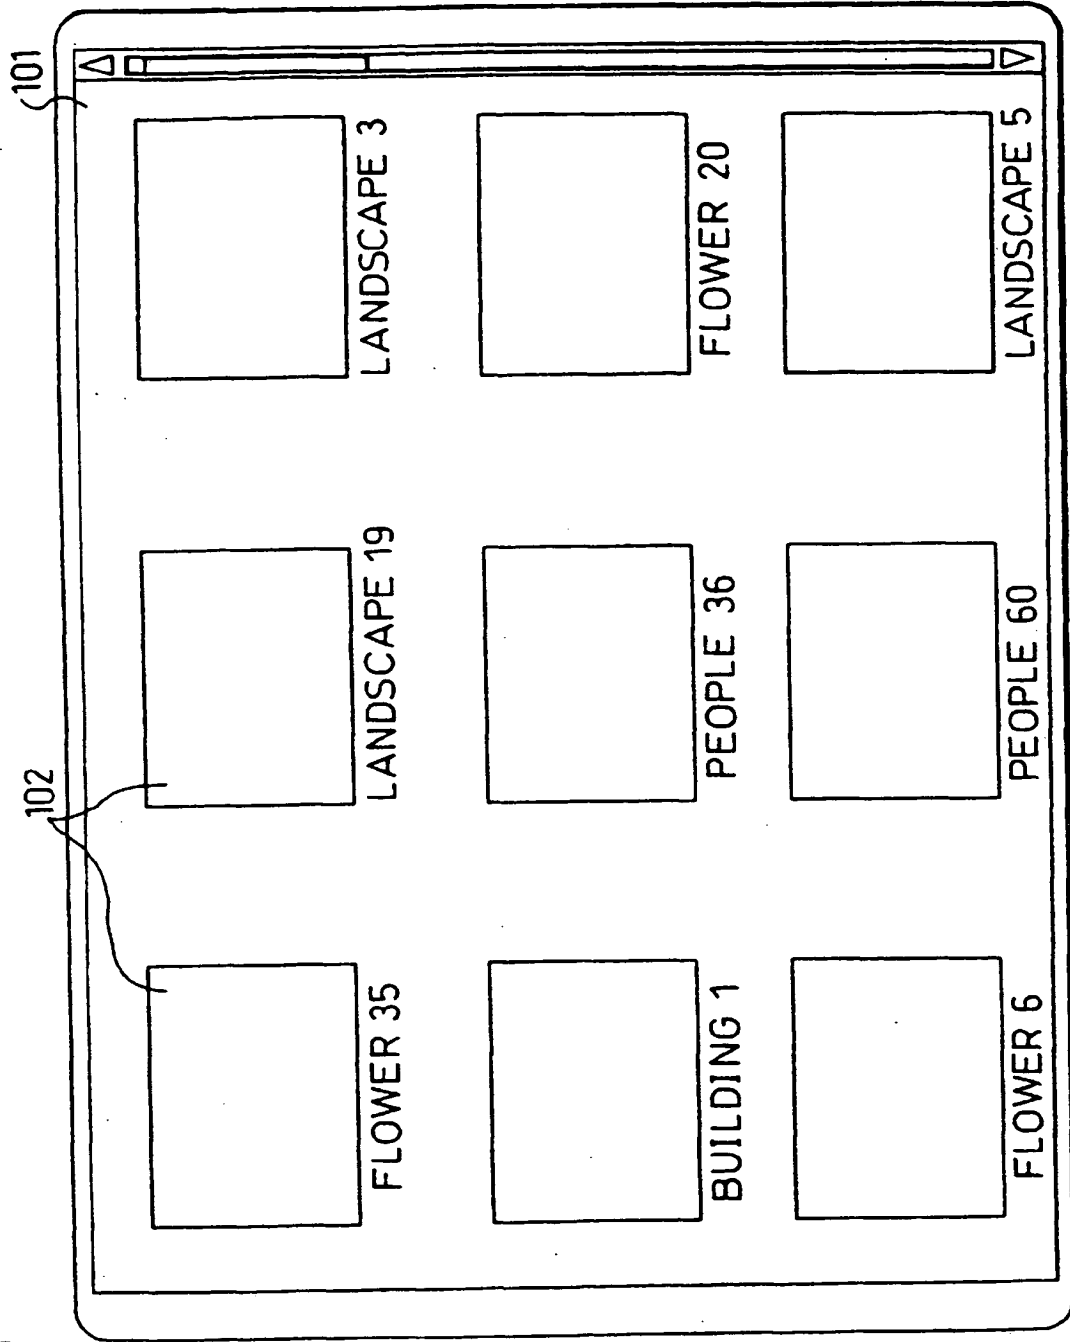 102
101
FLOWER 35
LANDSCAPE 19
LANDSCAPE 3
BUILDING 1
PEOPLE 36
FLOWER 20
FLOWER 6
PEOPLE 60
LANDSCAPE 5